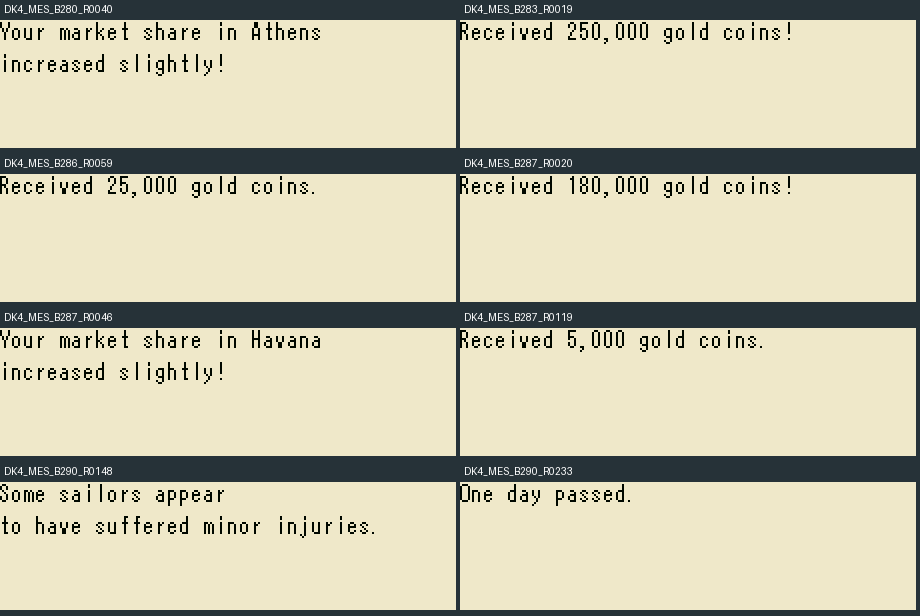 DK4_MES_B280_R0040
Your market share in Athens
increased slightly!
DK4_MES_B283_R0019
Received 250,000 gold coins!
DK4_MES_B286_R0059
Received 25,000 gold coins.
DK4_MES_B287_R0020
Received 180,000 gold coins!
DK4_MES_B287_R0046
Your market share in Havana
increased slightly!
DK4_MES_B287_R0119
Received 5,000 gold coins.
DK4_MES_B290_R0148
Some sailors appear
to have suffered minor injuries.
DK4_MES_B290_R0233
One day passed.